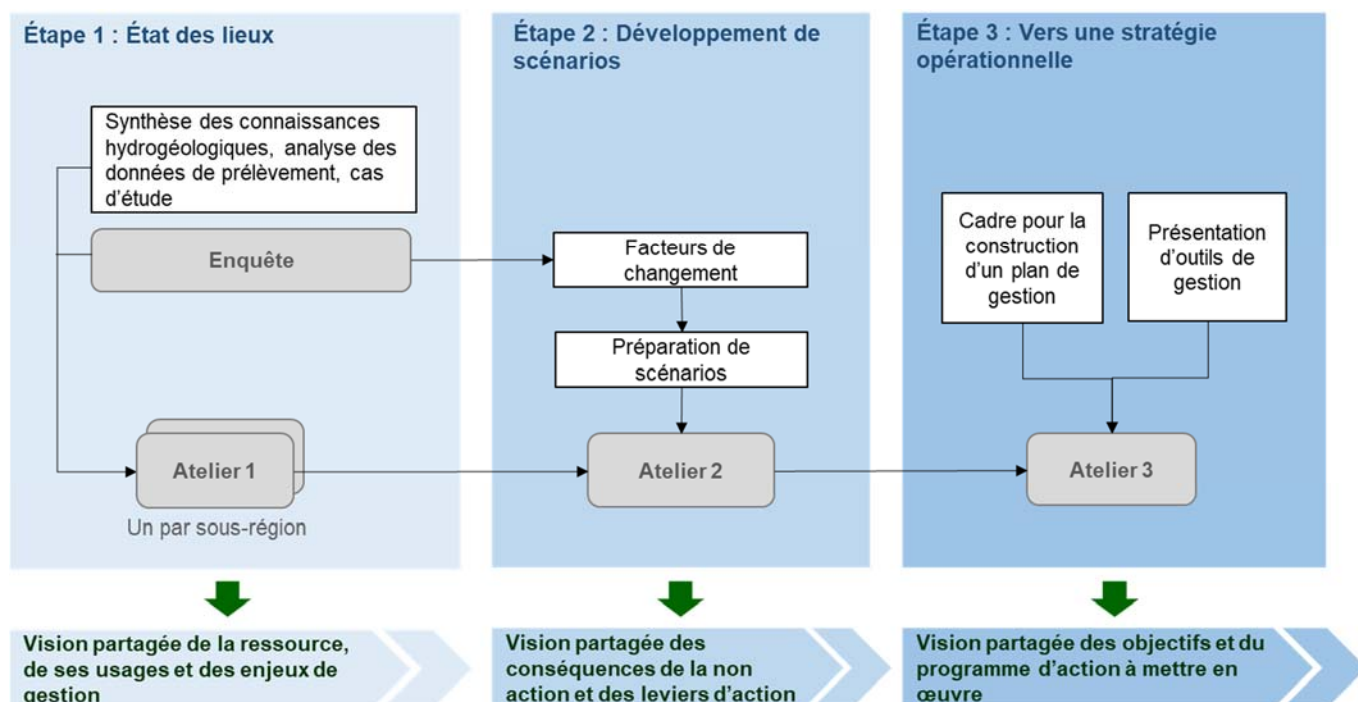 Étape 1 : État des lieux
Synthèse des connaissances
hydrogéologiques, analyse des
données de prélèvement, cas
d'étude
Enquête
Atelier 1
Un par sous-région
Vision partagée de la ressource,
de ses usages et des enjeux de
gestion
Étape 2 : Développement de
scénarios
Facteurs de
changement
Préparation de
scénarios
Atelier 2
Vision partagée des
conséquences de la non
action et des leviers d'action
Étape 3 : Vers une stratégie
opérationnelle
Cadre pour la
construction
d'un plan de
gestion
Présentation
d'outils de
gestion
Atelier 3
Vision partagée des objectifs et du
programme d'action à mettre en
œuvre